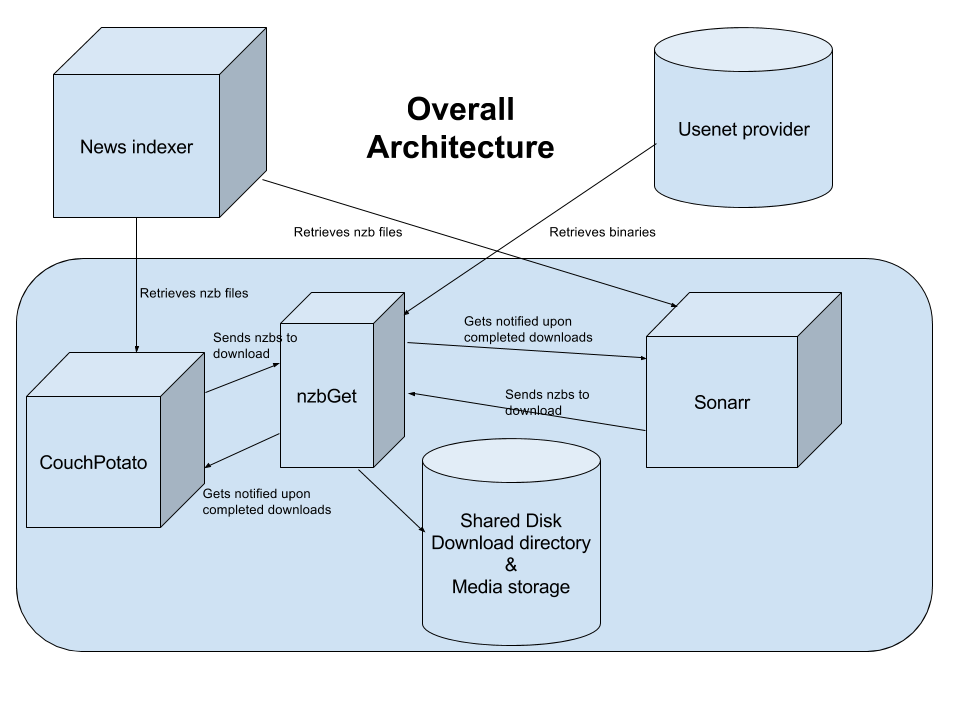 Overall
Architecture
News indexer
Usenet provider
Retrieves nzb files
Retrieves binaries
Retrieves nzb files
Gets notified upon
completed downloads
Sends nzbs to
download
nzbGet
Sends nzbs to
download
Sonarr
CouchPotato
Gets notified upon
completed downloads
Shared Disk
Download directory
&
Media storage